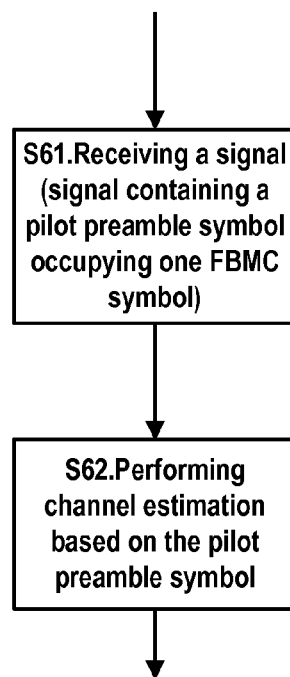 S61.Receiving a signal
(signal containing a
pilot preamble symbol
occupying one FBMC
symbol)
S62.Performing
channel estimation
based on the pilot
preamble symbol